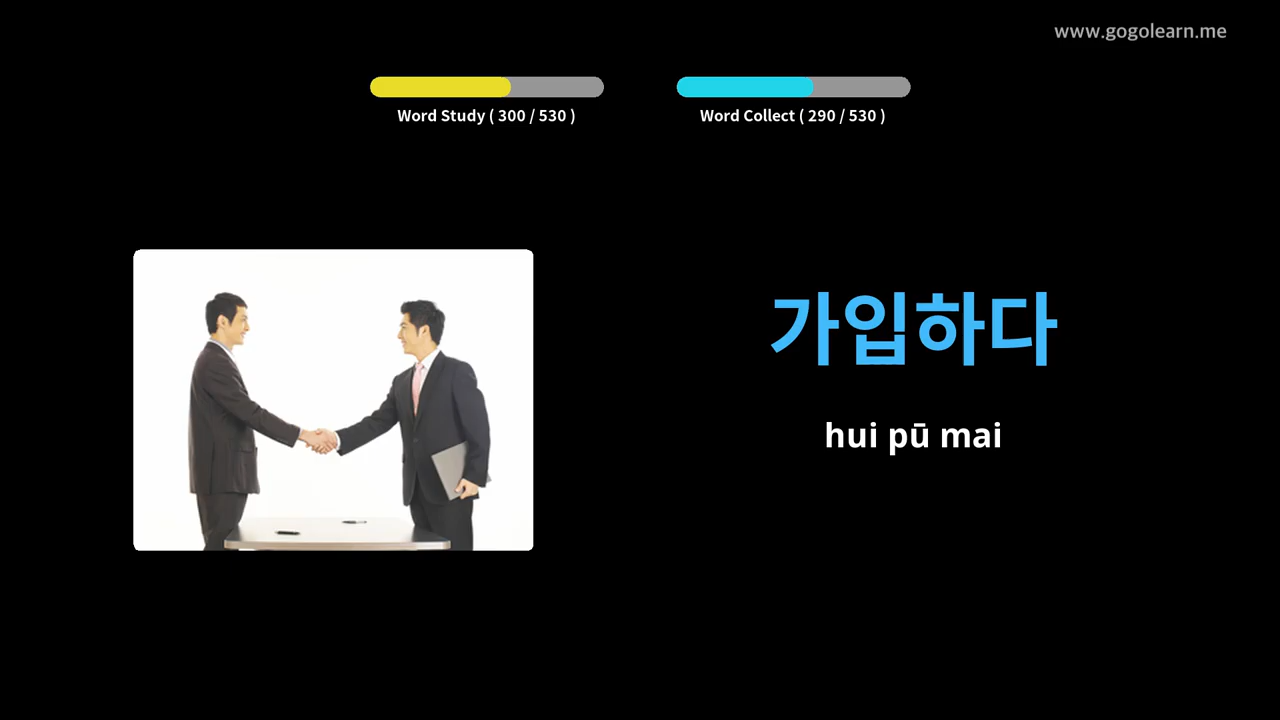 www.gogolearn.me
Word Study ( 300 / 530 )
Word Collect ( 290 / 530 )
가입하다
hui pū mai